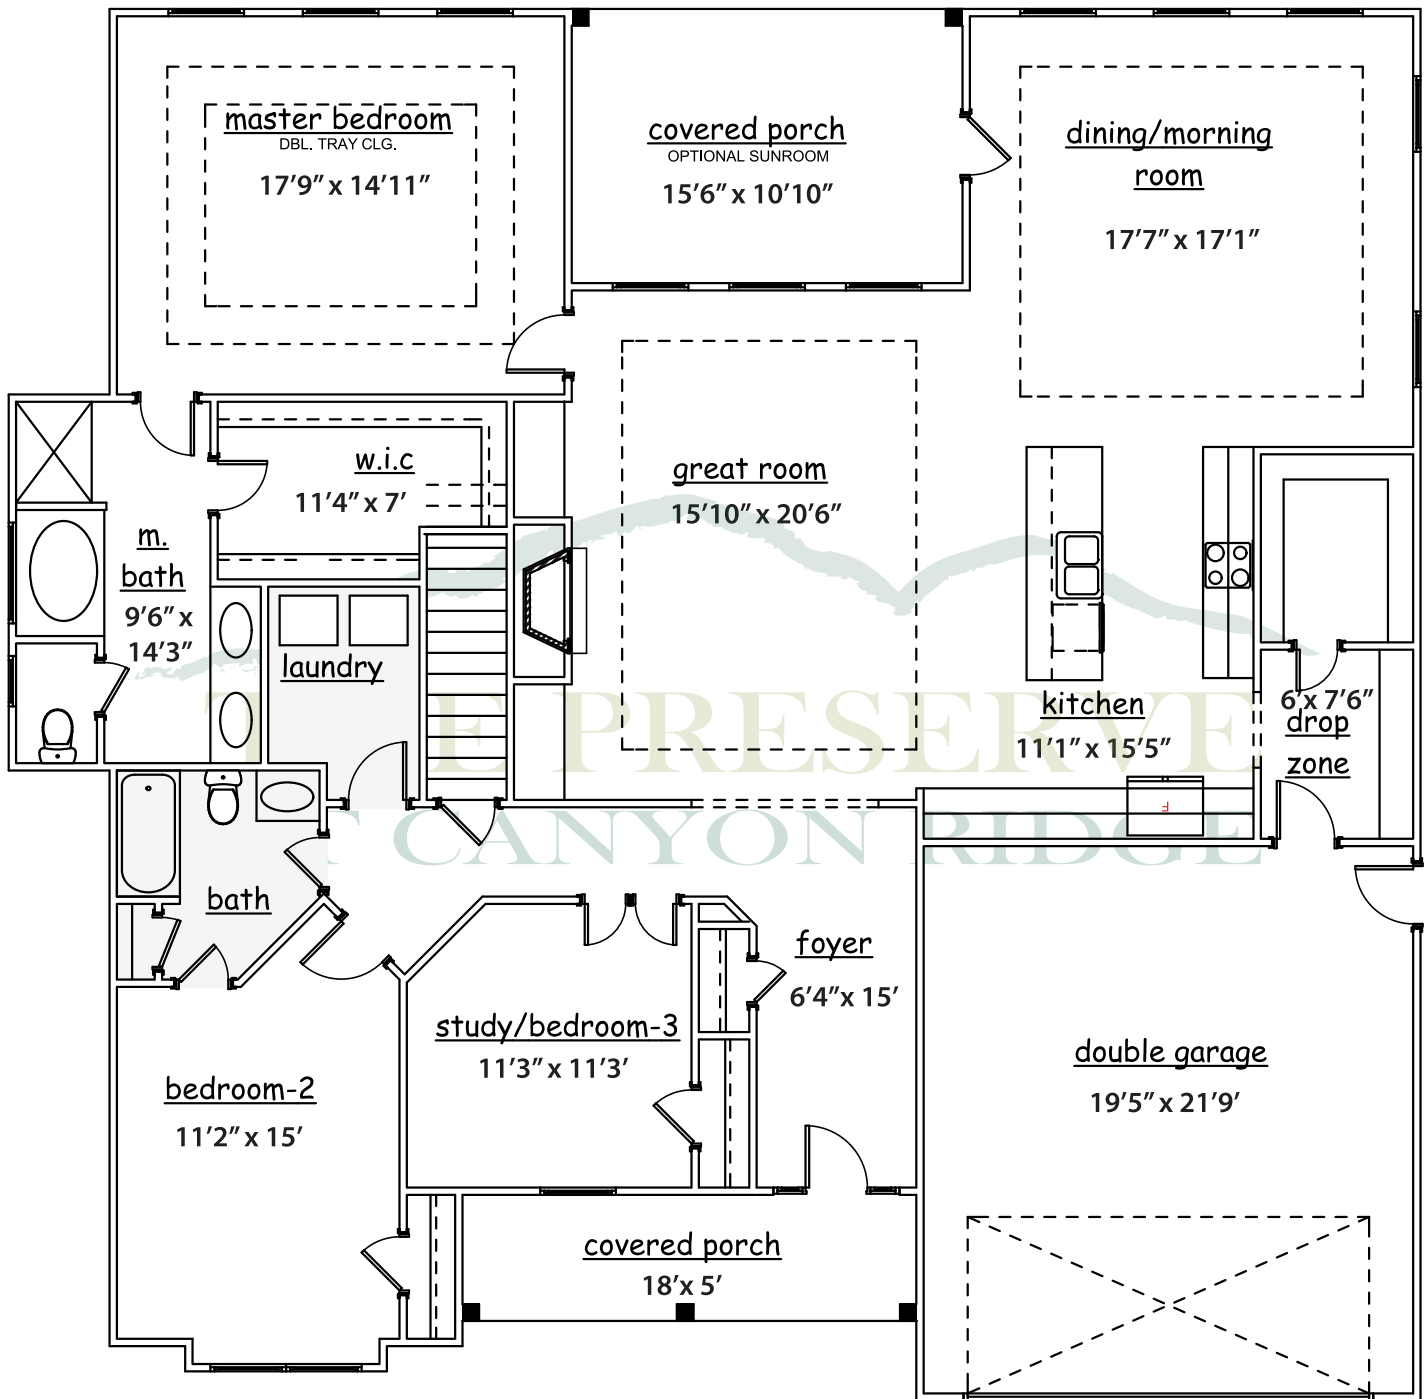 master bedroom
DBL. TRAY CLG.
17'9" x 14'11"
covered porch
OPTIONAL SUNROOM
15'6" x 10'10"
dining/morning
room
17'7" x 17'1"
w.i.c
11'4" x 7'
great room
15'10" x 20'6"
m.
bath
9'6" x
14'3"
laundry
kitchen
11'1" x 15'5"
6' x 7'6"
drop
zone
THE PRESERVE
AT CANYON RIDGE
F
bath
foyer
6'4" x 15'
study/bedroom-3
11'3" x 11'3'
bedroom-2
11'2" x 15'
double garage
19'5" x 21'9'
covered porch
18' x 5'